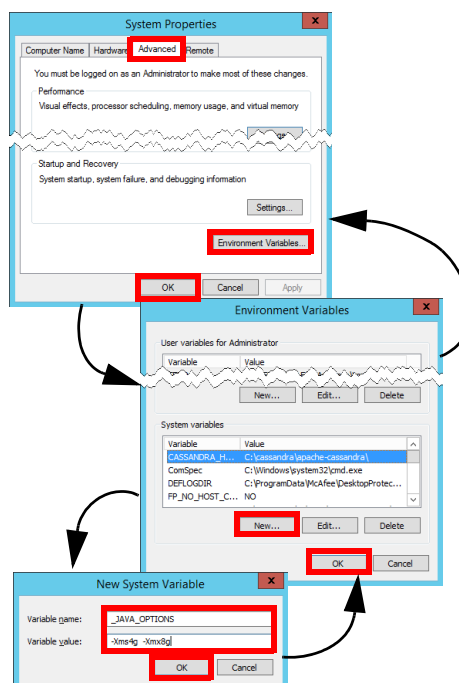 System Properties
x
Computer Name Hardware Advanced Remote
You must be logged on as an Administrator to make most of these changes.
Performance
Visual effects, processor scheduling, memory usage, and virtual memory
Startup and Recovery
System startup, system failure, and debugging information
Settings...
Environment Variables...
OK Cancel Apply
Environment Variables
x
User variables for Administrator
Variable Value
New... Edit... Delete
System variables
Variable Value
CASSANDRA_H... C:\cassandra\apache-cassandra\
ComSpec C:\Windows\system32\cmd.exe
DEFLOGDIR C:\ProgramData\McAfee\DesktopProtec...
FP_NO_HOST_C... NO
New... Edit... Delete
OK Cancel
New System Variable
x
Variable name: _JAVA_OPTIONS
Variable value: -Xms4g -Xmx8g
OK Cancel